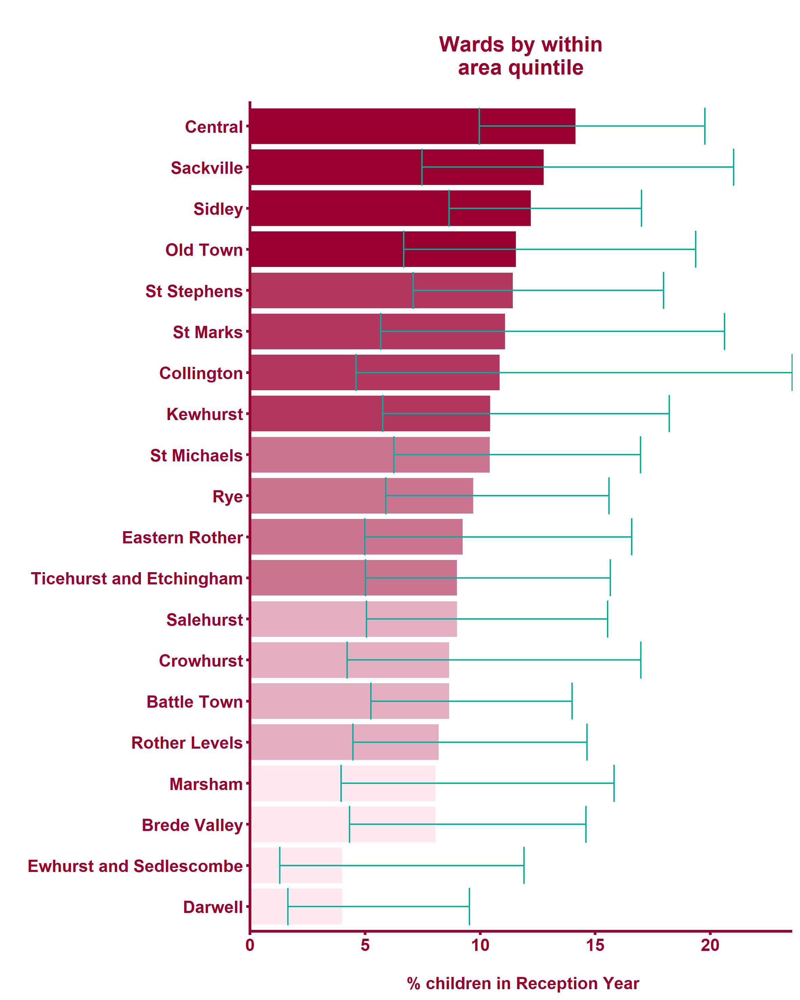 Wards by within
area quintile
Central
Sackville
Sidley
Old Town
St Stephens
St Marks
Collington
Kewhurst
St Michaels
Rye
Eastern Rother
Ticehurst and Etchingham
Salehurst
Crowhurst
Battle Town
Rother Levels
Marsham
Brede Valley
Ewhurst and Sedlescombe
Darwell
0 5 10 15 20
% children in Reception Year